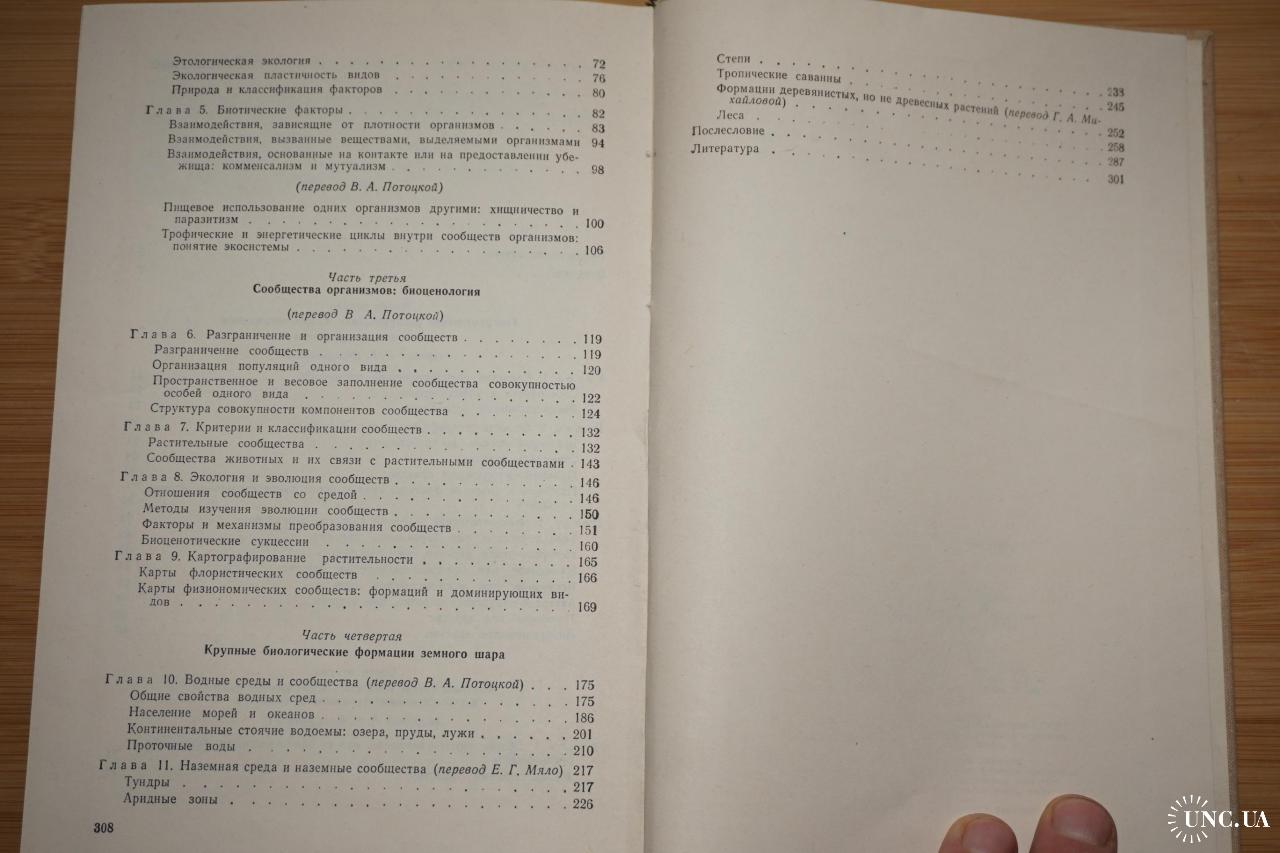 Этологическая экология . . . . . . . . . . . . . . . . . . 72
Экологическая пластичность видов . . . . . . . . . . . . 76
Природа и классификация факторов . . . . . . . . . . . . 80
Глава 5. Биотические факторы . . . . . . . . . . . . . . . 82
Взаимодействия, зависящие от плотности организмов . . . . . . 83
Взаимодействия, вызванные веществами, выделяемыми организмами 94
Взаимодействия, основанные на контакте или на предоставлении убе-
жища: комменсализм и мутуализм . . . . . . . . . . . . . 98
(перевод В. А. Потоцкой)
Пищевое использование одних организмов другими: хищничество и
паразитизм . . . . . . . . . . . . . . . . . . . . . 100
Трофические и энергетические циклы внутри сообществ организмов:
понятие экосистемы . . . . . . . . . . . . . . . . . 106
Часть третья
Сообщества организмов: биоценология
(перевод В А. Потоцкой)
Глава 6. Разграничение и организация сообществ . . . . . . . . 119
Разграничение сообществ . . . . . . . . . . . . . . . . 119
Организация популяций одного вида . . . . . . . . . . . . 120
Пространственное и весовое заполнение сообщества совокупностью
особей одного вида . . . . . . . . . . . . . . . . . 122
Структура совокупности компонентов сообщества . . . . . . . . 124
Глава 7. Критерии и классификации сообществ . . . . . . . . . . 132
Растительные сообщества . . . . . . . . . . . . . . . . 132
Сообщества животных и их связи с растительными сообществами . 143
Глава 8. Экология и эволюция сообществ . . . . . . . . . . . . 146
Отношения сообществ со средой . . . . . . . . . . . . . . 146
Методы изучения эволюции сообществ . . . . . . . . . . . . 150
Факторы и механизмы преобразования сообществ . . . . . . . . 151
Биоценотические сукцессии . . . . . . . . . . . . . . . 160
Глава 9. Картографирование растительности . . . . . . . . . . 165
Карты флористических сообществ . . . . . . . . . . . . . 166
Карты физиономических сообществ: формаций и доминирующих ви-
дов . . . . . . . . . . . . . . . . . . . . . . . . 169
Часть четвертая
Крупные биологические формации земного шара
Глава 10. Водные среды и сообщества (перевод В. А. Потоцкой) . . . 175
Общие свойства водных сред . . . . . . . . . . . . . . . 175
Население морей и океанов . . . . . . . . . . . . . . . 186
Континентальные стоячие водоемы: озера, пруды, лужи . . . . . . 201
Проточные воды . . . . . . . . . . . . . . . . . . . . 210
Глава 11. Наземная среда и наземные сообщества (перевод Е. Г. Мяло) 217
Тундры . . . . . . . . . . . . . . . . . . . . . . . 217
Аридные зоны . . . . . . . . . . . . . . . . . . . . . 226
308
Степи . . . . . . . . . . . . . . . . . . . . . . . 233
Тропические саванны . . . . . . . . . . . . . . . . . . 245
Формации деревянистых, но не древесных растений (перевод Г. А. Ми-
хайловой) . . . . . . . . . . . . . . . . . . . . . 252
Леса . . . . . . . . . . . . . . . . . . . . . . . . 258
Послесловие . . . . . . . . . . . . . . . . . . . . . . 287
Литература . . . . . . . . . . . . . . . . . . . . . . 301
UNC.UA